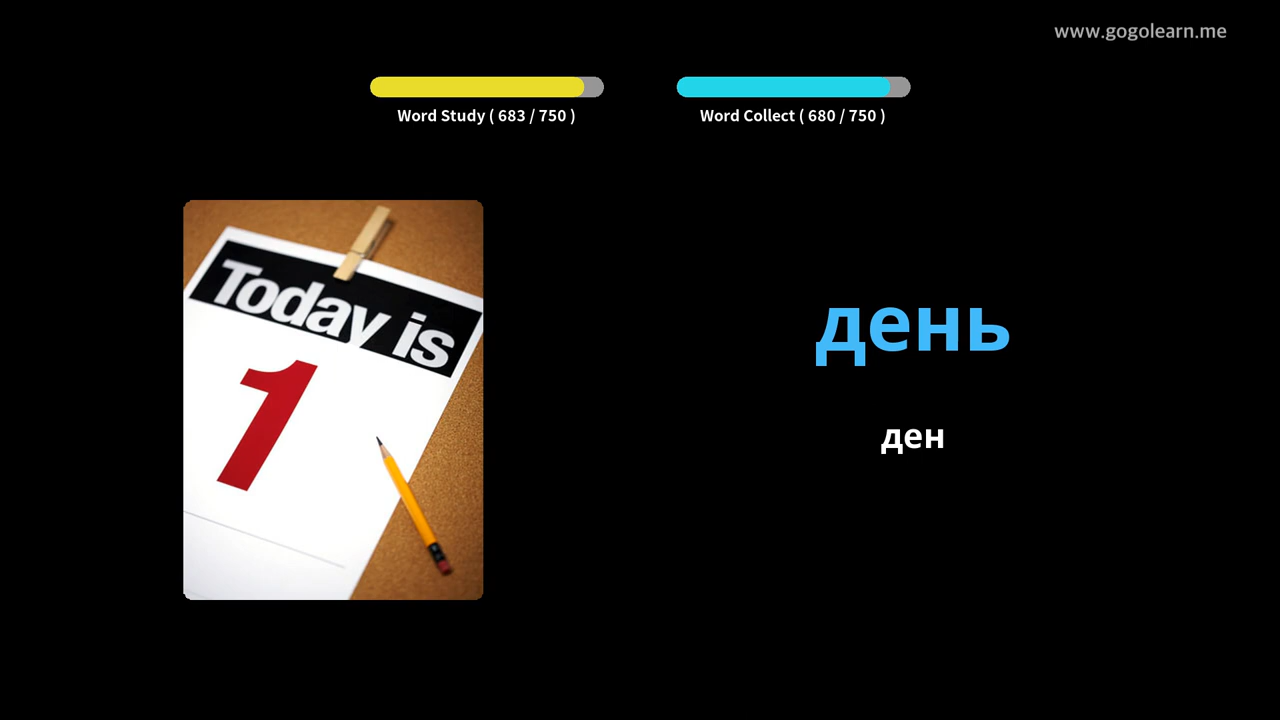 www.gogolearn.me
Word Study ( 683 / 750 )
Word Collect ( 680 / 750 )
Today is
1
день
ден